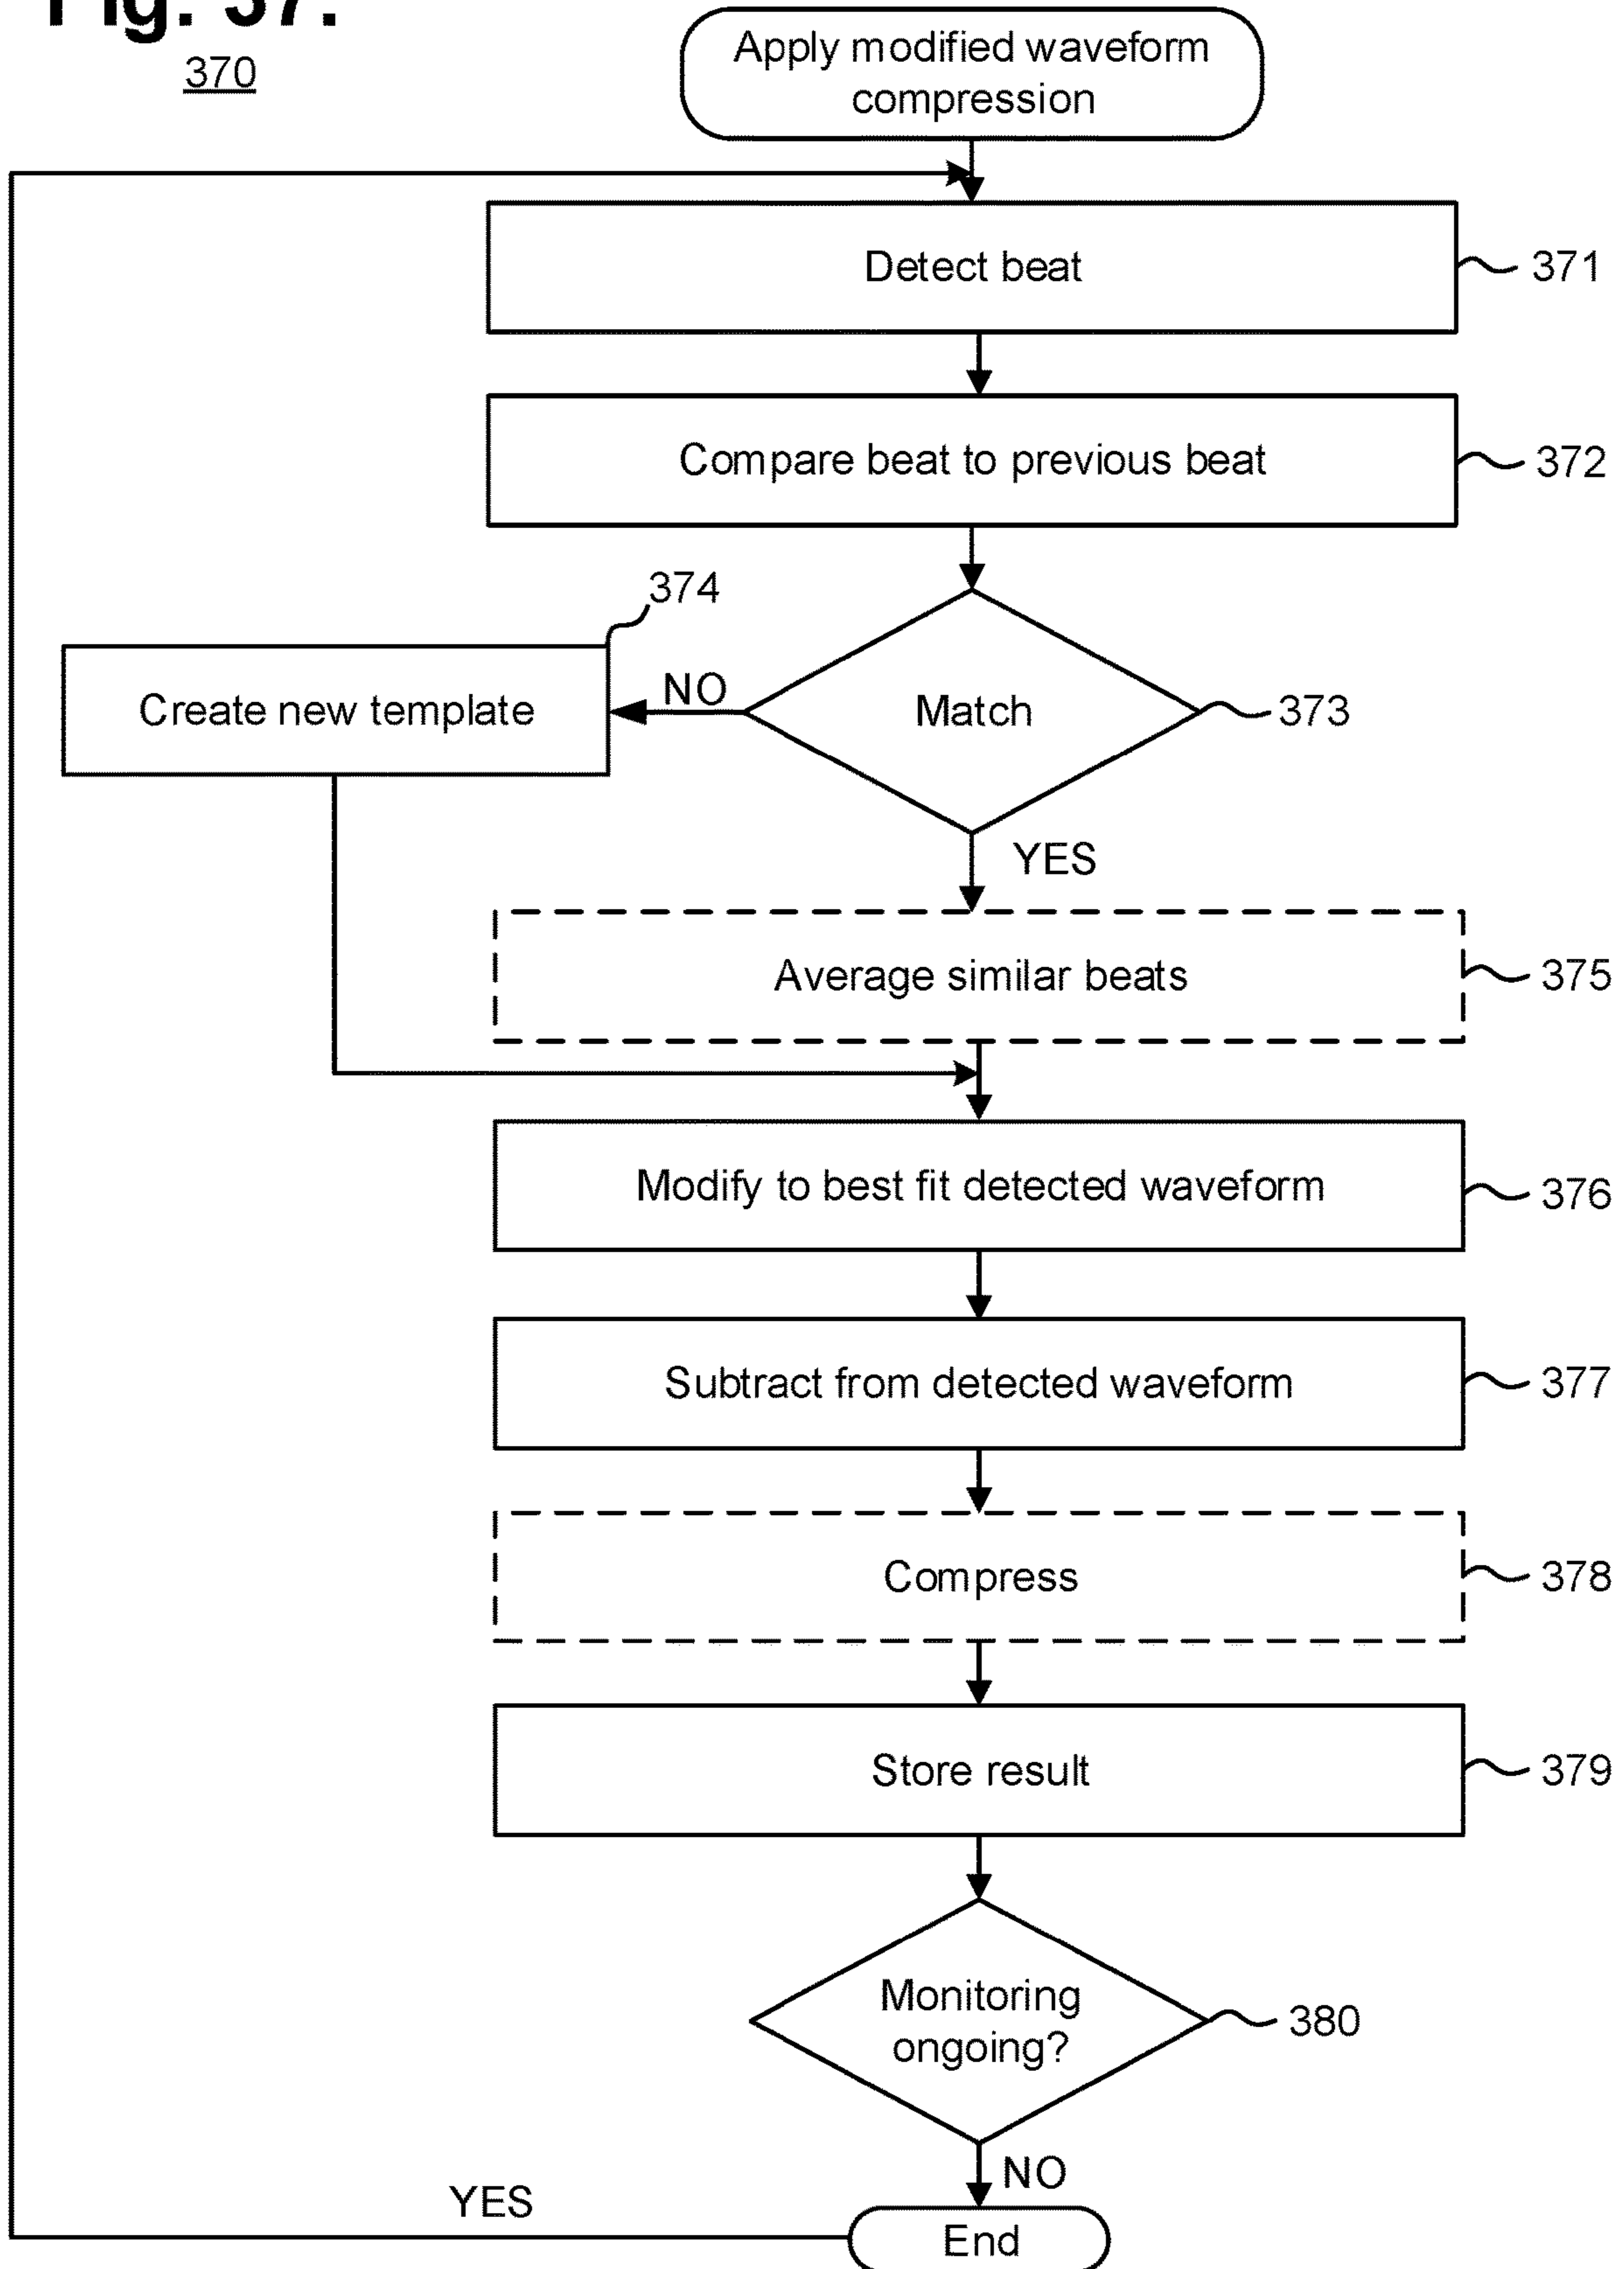 Fig. 37.
370
Apply modified waveform
compression
Detect beat
371
Compare beat to previous beat
372
374
Create new template
NO
Match
373
YES
Average similar beats
375
Modify to best fit detected waveform
376
Subtract from detected waveform
377
Compress
378
Store result
379
Monitoring
ongoing?
380
NO
YES
End